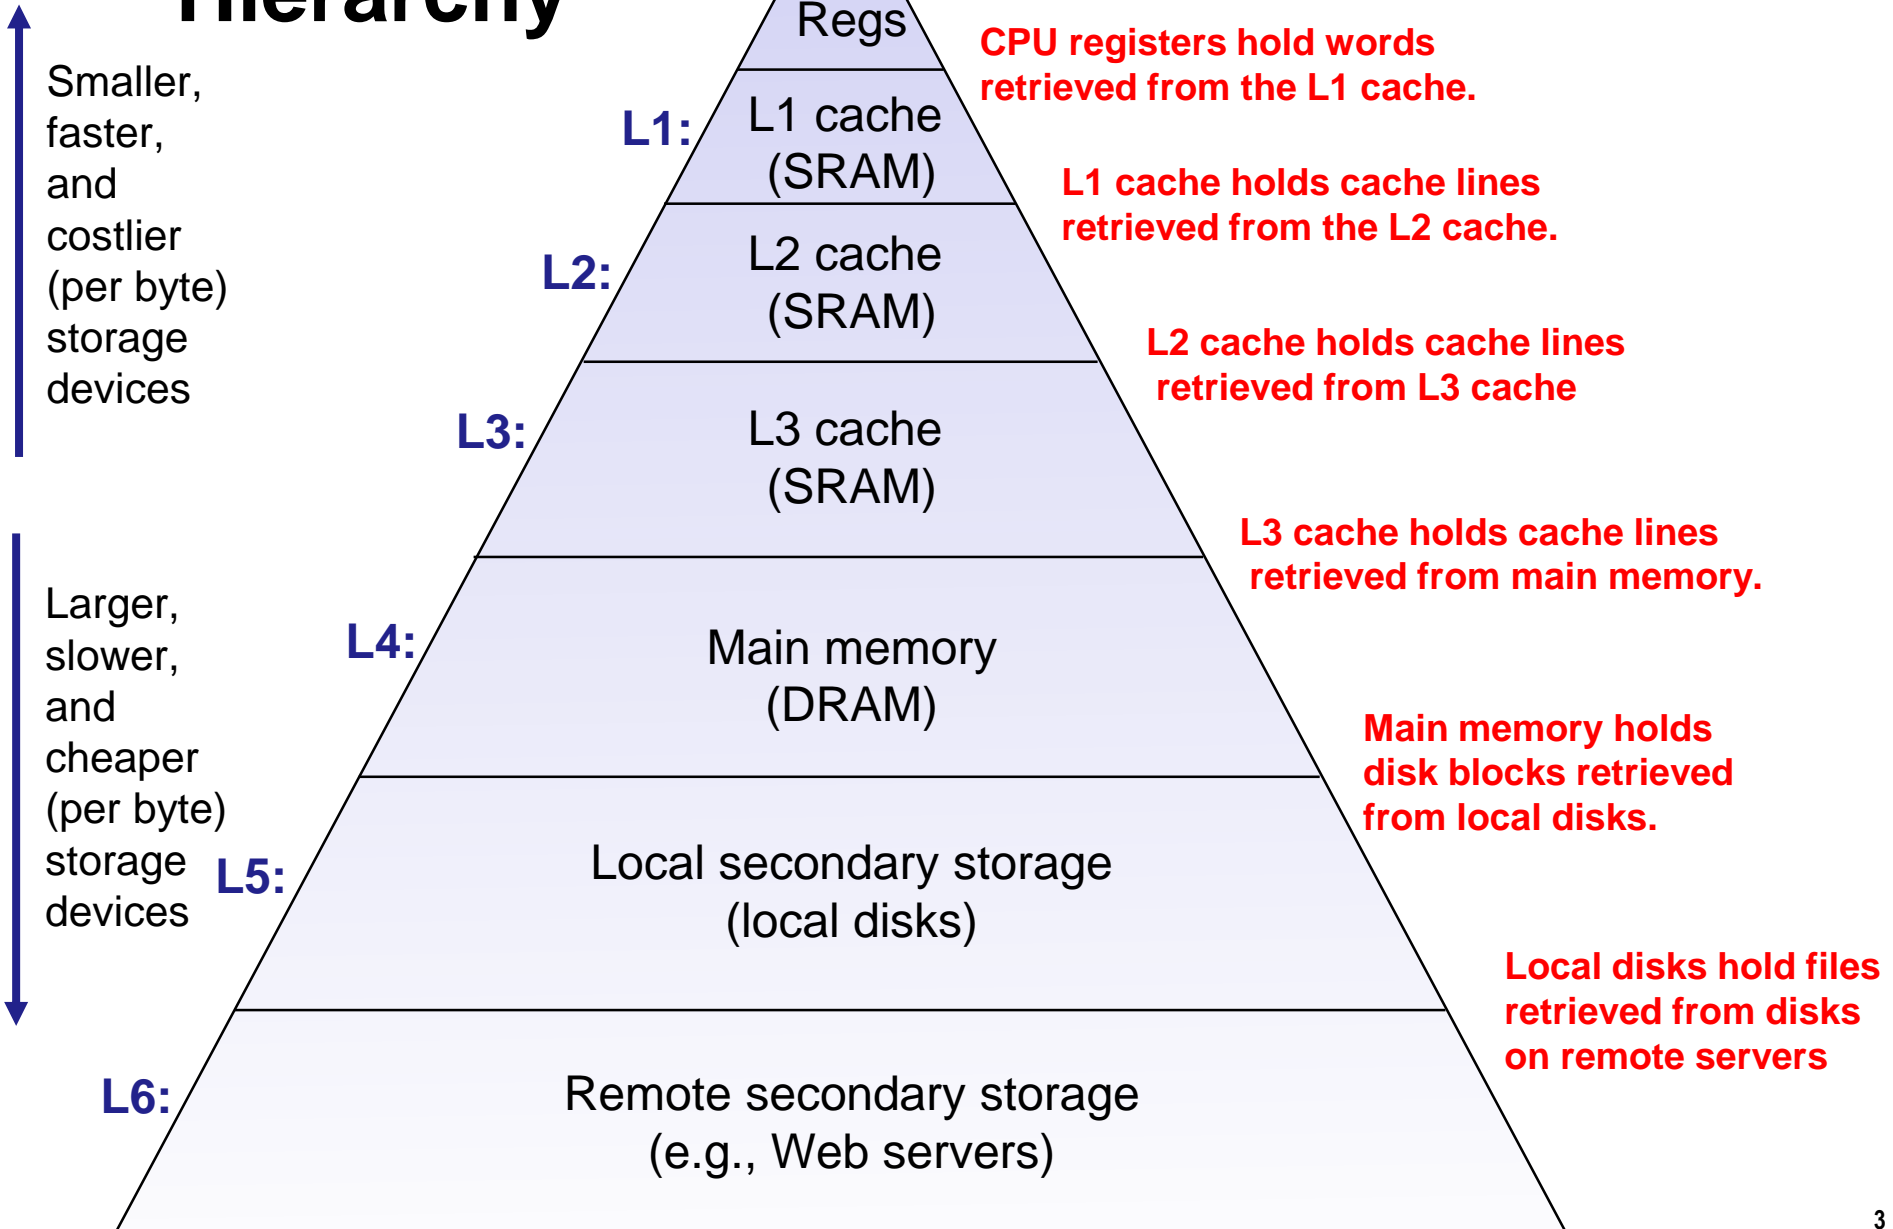 Hierarchy
Smaller,
faster,
and
costlier
(per byte)
storage
devices
Larger,
slower,
and
cheaper
(per byte)
storage
devices
Regs
L1:
L1 cache
(SRAM)
L2:
L2 cache
(SRAM)
L3:
L3 cache
(SRAM)
L4:
Main memory
(DRAM)
L5:
Local secondary storage
(local disks)
L6:
Remote secondary storage
(e.g., Web servers)
CPU registers hold words
retrieved from the L1 cache.
L1 cache holds cache lines
retrieved from the L2 cache.
L2 cache holds cache lines
retrieved from L3 cache
L3 cache holds cache lines
retrieved from main memory.
Main memory holds
disk blocks retrieved
from local disks.
Local disks hold files
retrieved from disks
on remote servers
3